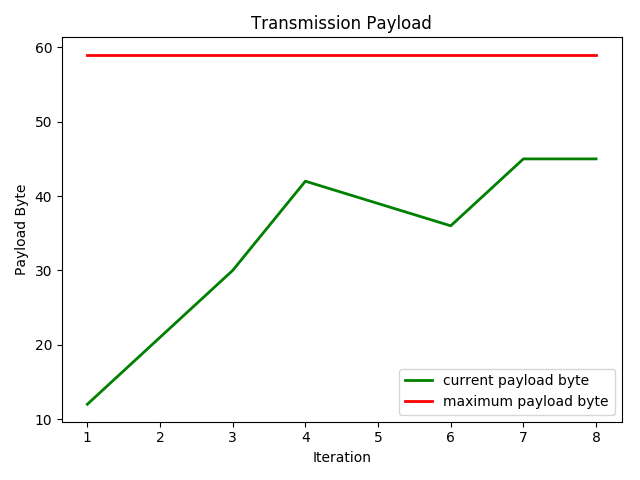 Transmission Payload
60
50
40
30
20
10
Payload Byte
current payload byte
maximum payload byte
1 2 3 4 5 6 7 8
Iteration